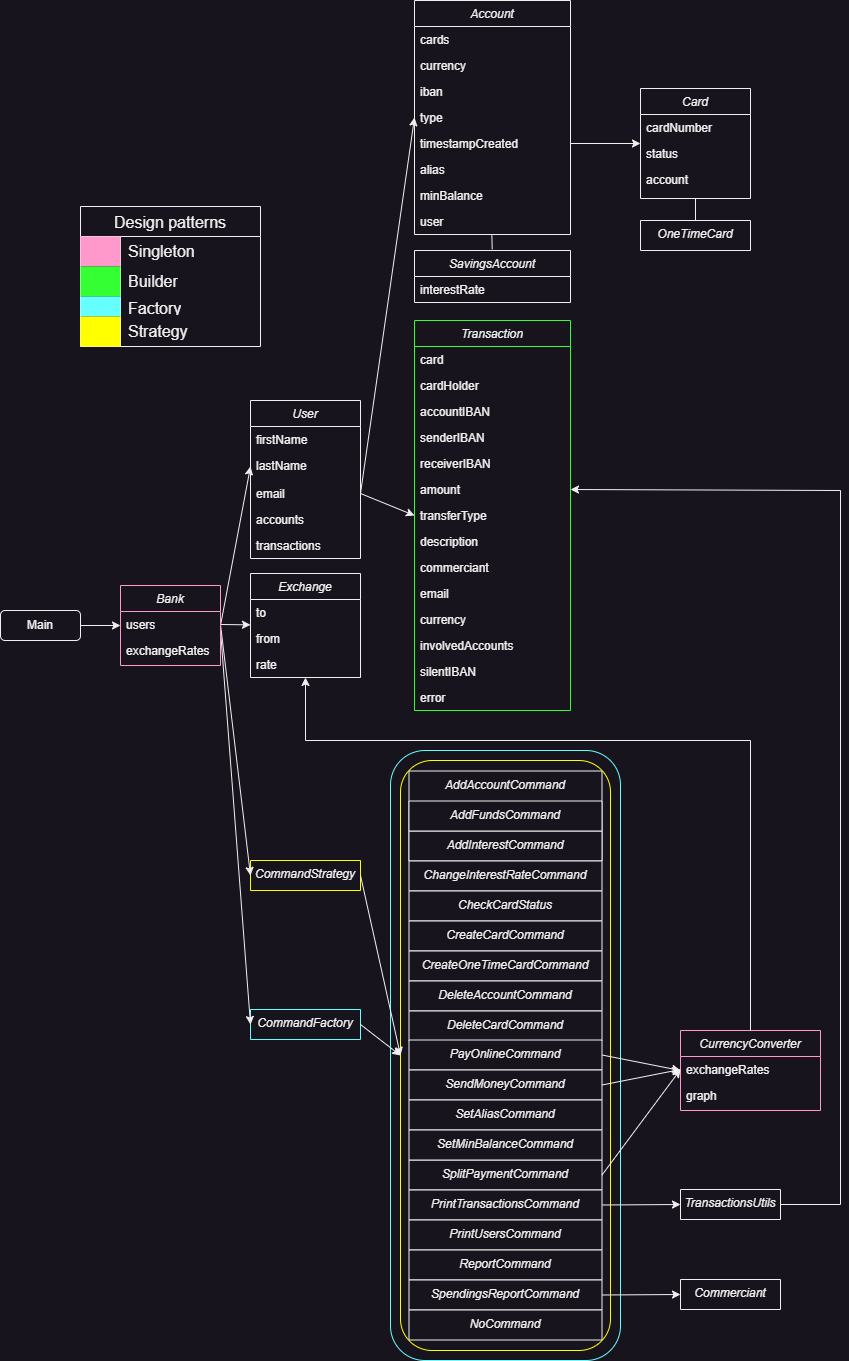 Account
cards
currency
iban
type
timestampCreated
alias
minBalance
user
Card
cardNumber
status
account
OneTimeCard
SavingsAccount
interestRate
Design patterns
Singleton
Builder
Factory
Strategy
Transaction
card
cardHolder
accountIBAN
senderIBAN
receiverIBAN
amount
transferType
description
commerciant
email
currency
involvedAccounts
silentIBAN
error
User
firstName
lastName
email
accounts
transactions
Exchange
to
from
rate
Bank
users
exchangeRates
Main
CommandStrategy
CommandFactory
AddAccountCommand
AddFundsCommand
AddInterestCommand
ChangeInterestRateCommand
CheckCardStatus
CreateCardCommand
CreateOneTimeCardCommand
DeleteAccountCommand
DeleteCardCommand
PayOnlineCommand
SendMoneyCommand
SetAliasCommand
SetMinBalanceCommand
SplitPaymentCommand
PrintTransactionsCommand
PrintUsersCommand
ReportCommand
SpendingsReportCommand
NoCommand
CurrencyConverter
exchangeRates
graph
TransactionsUtils
Commerciant